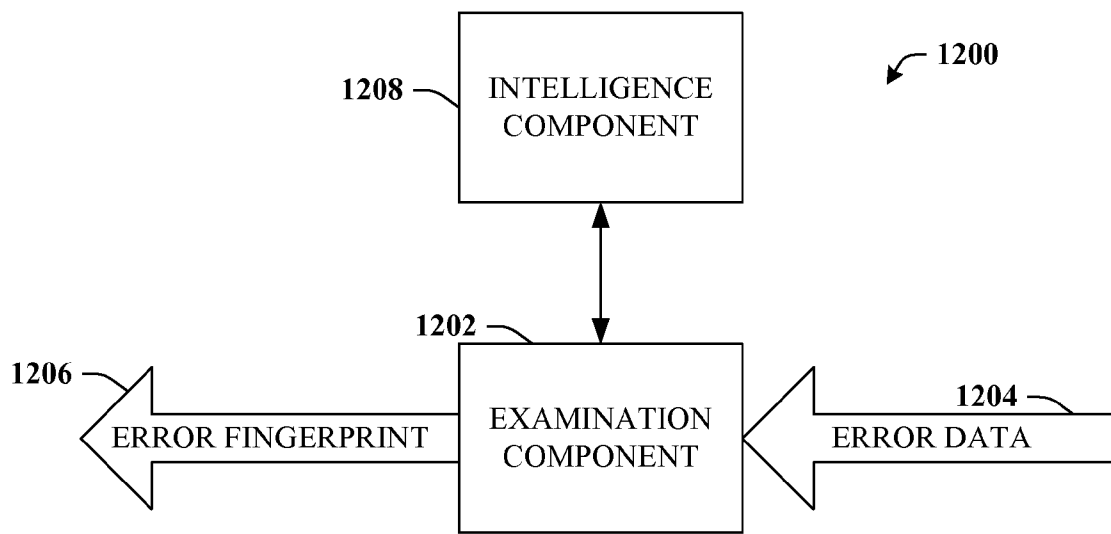 1200
1208
INTELLIGENCE
COMPONENT
1202
1206
ERROR FINGERPRINT
EXAMINATION
COMPONENT
1204
ERROR DATA